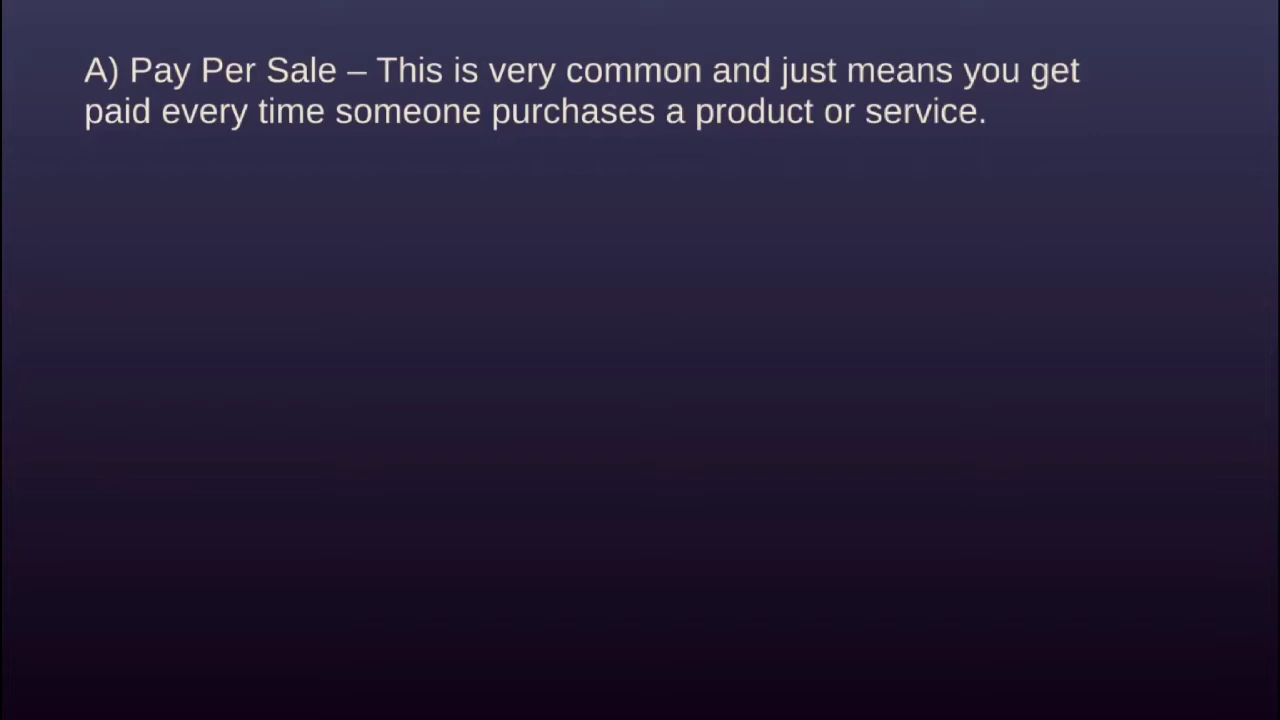 A) Pay Per Sale – This is very common and just means you get
paid every time someone purchases a product or service.